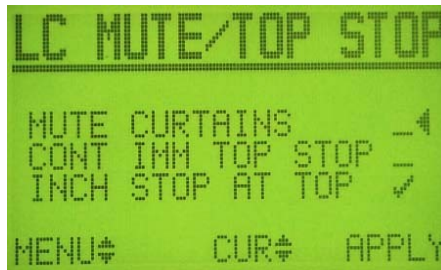 LC MUTE/TOP STOP
MUTE CURTAINS _
CONT IMM TOP STOP _
INCH STOP AT TOP ✓
MENU CUR APPLY